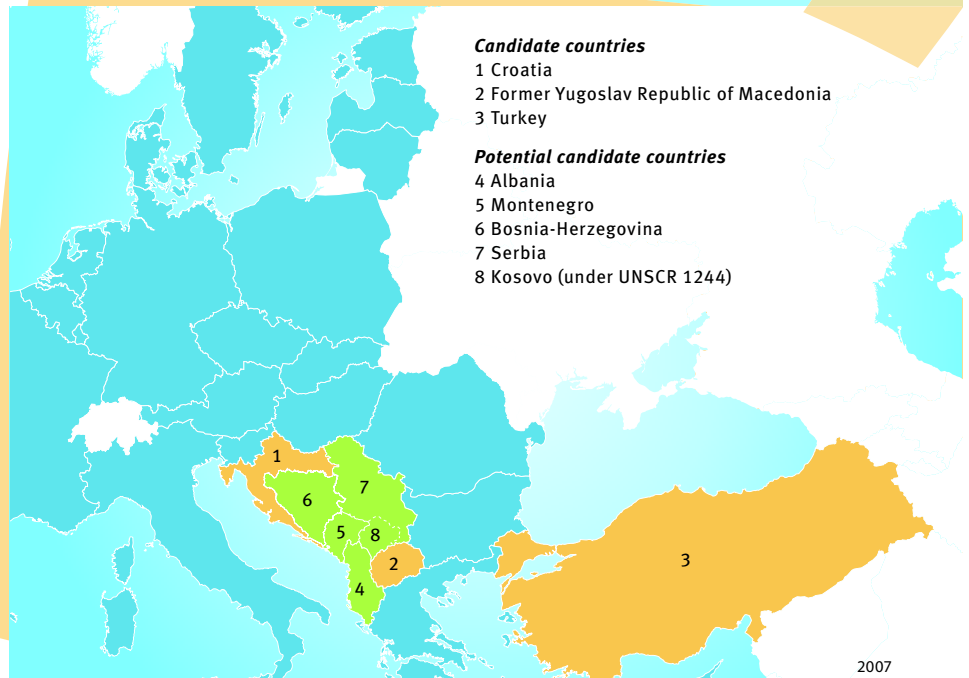 Candidate countries
1 Croatia
2 Former Yugoslav Republic of Macedonia
3 Turkey
Potential candidate countries
4 Albania
5 Montenegro
6 Bosnia-Herzegovina
7 Serbia
8 Kosovo (under UNSCR 1244)
1
6
7
5
8
2
4
3
2007